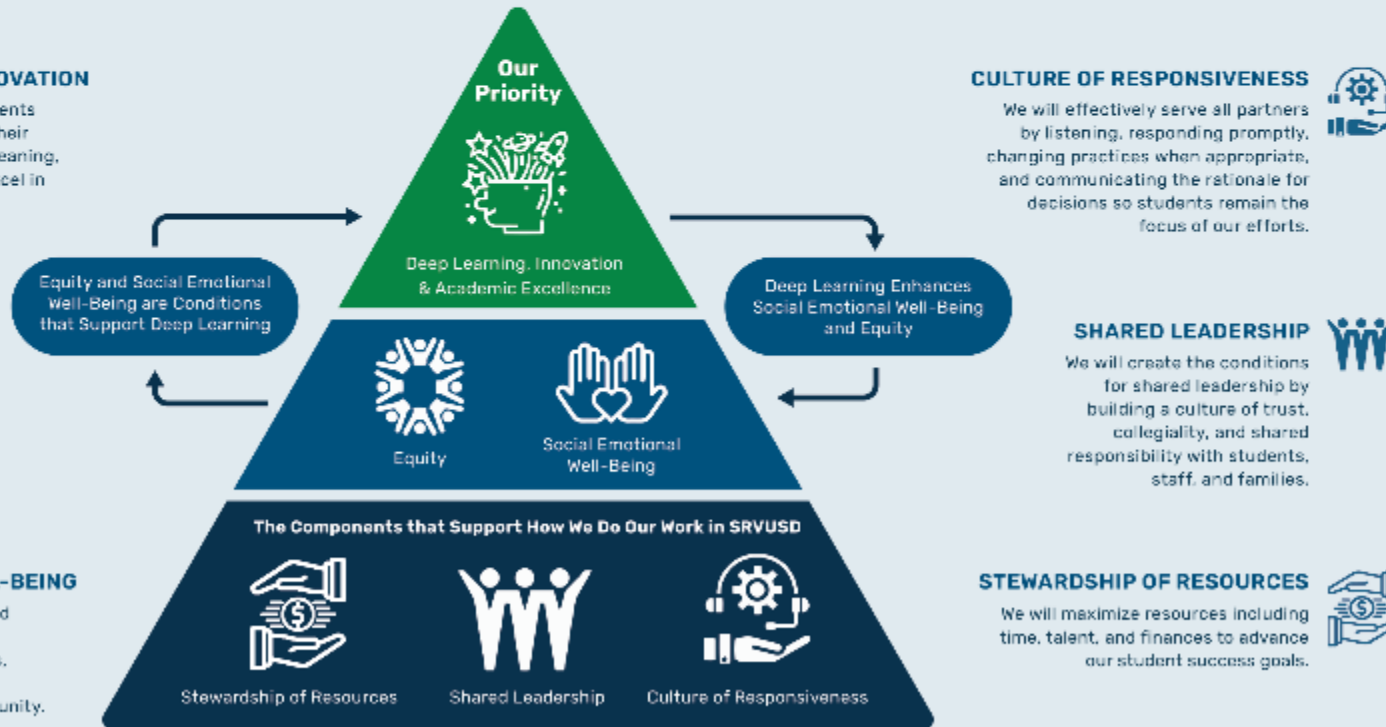 OVATION
ents
heir
eaning,
cel in
Our
Priority
Deep Learning, Innovation
& Academic Excellence
Equity and Social Emotional
Well-Being are Conditions
that Support Deep Learning
Deep Learning Enhances
Social Emotional Well-Being
and Equity
Equity
Social Emotional
Well-Being
The Components that Support How We Do Our Work in SRVUSD
Stewardship of Resources
Shared Leadership
Culture of Responsiveness
-BEING
d
s.
unity.
CULTURE OF RESPONSIVENESS
We will effectively serve all partners
by listening, responding promptly,
changing practices when appropriate,
and communicating the rationale for
decisions so students remain the
focus of our efforts.
SHARED LEADERSHIP
We will create the conditions
for shared leadership by
building a culture of trust,
collegiality, and shared
responsibility with students,
staff, and families.
STEWARDSHIP OF RESOURCES
We will maximize resources including
time, talent, and finances to advance
our student success goals.